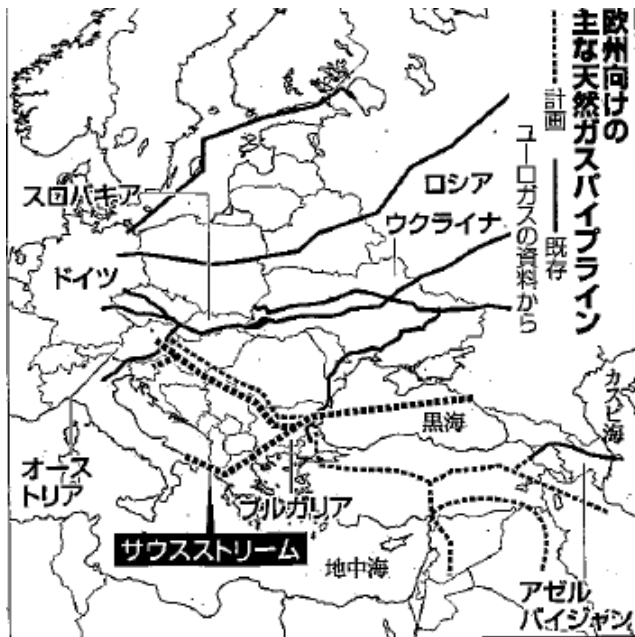 欧州向けの
主な天然ガスパイプライン
計画
既存
ユーロガスの資料から
ロシア
スロバキア
ウクライナ
ドイツ
カスピ海
黒海
オース
トリア
ブルガリア
サウスストリーム
地中海
アゼル
バイジャン